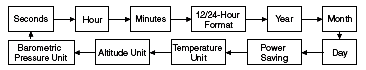 Seconds
Hour
Minutes
12/24-Hour
Format
Year
Month
Barometric
Pressure Unit
Altitude Unit
Temperature
Unit
Power
Saving
Day